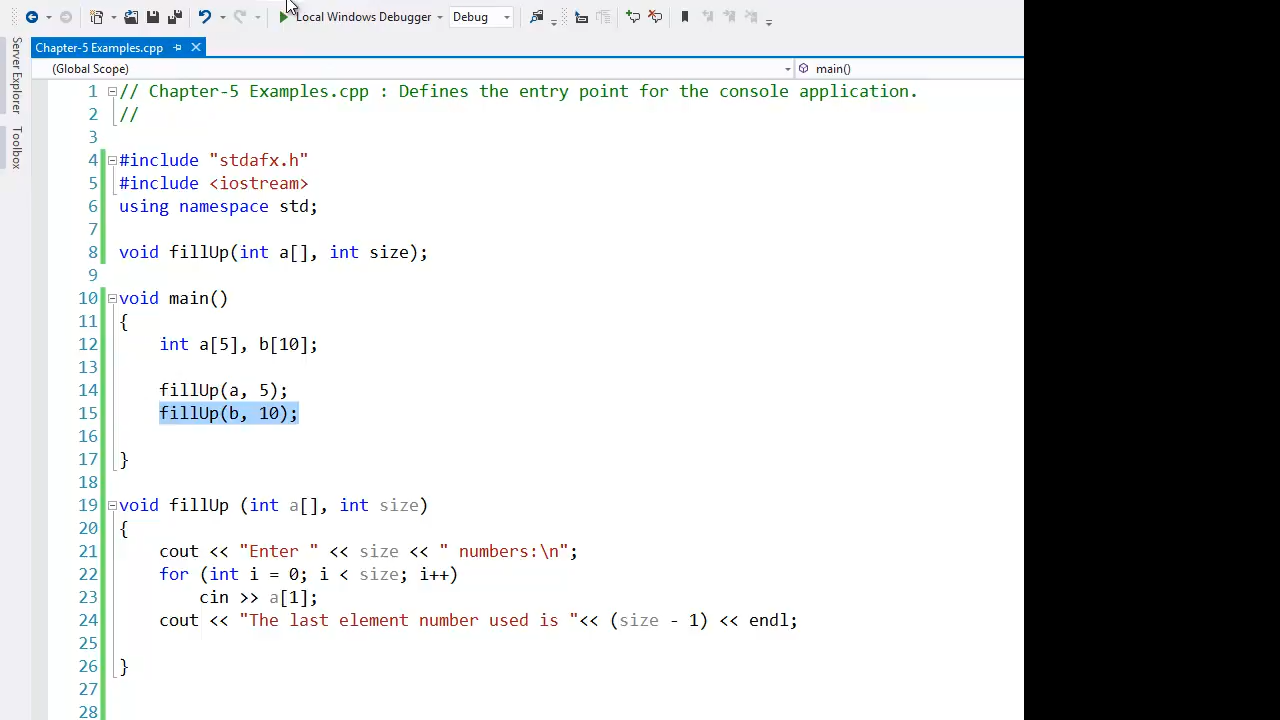 Local Windows Debugger Debug
Server Explorer
Toolbox
Chapter-5 Examples.cpp
(Global Scope) main()
1 // Chapter-5 Examples.cpp : Defines the entry point for the console application.
2 //
3
4 #include "stdafx.h"
5 #include <iostream>
6 using namespace std;
7
8 void fillUp(int a[], int size);
9
10 void main()
11 {
12 int a[5], b[10];
13
14 fillUp(a, 5);
15 fillUp(b, 10);
16
17 }
18
19 void fillUp (int a[], int size)
20 {
21 cout << "Enter " << size << " numbers:\n";
22 for (int i = 0; i < size; i++)
23 cin >> a[1];
24 cout << "The last element number used is "<< (size - 1) << endl;
25
26 }
27
28